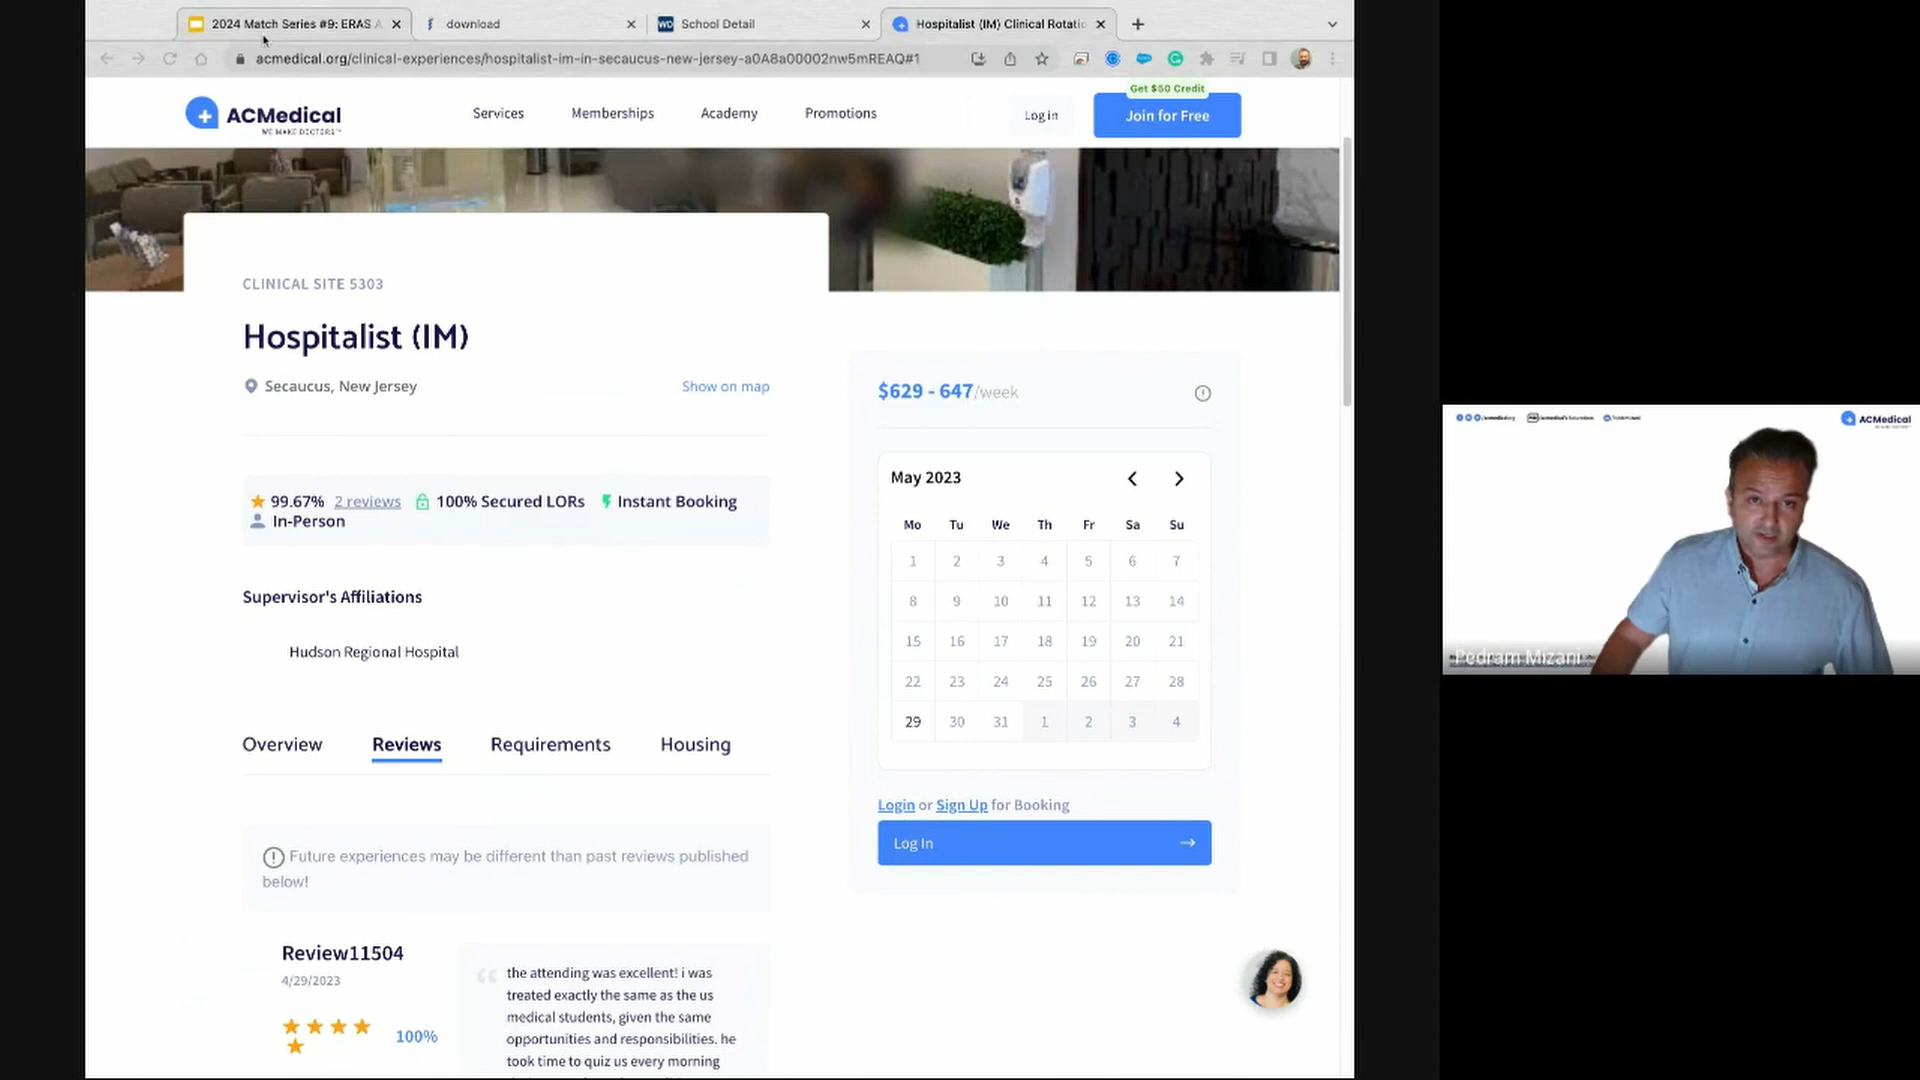 2024 Match Series #9: ERAS A
download
School Detail
Hospitalist (IM) Clinical Rotatio
acmedical.org/clinical-experiences/hospitalist-im-in-secaucus-new-jersey-a0A8a00002nw5mREAQ#1
ACMedical
WE MAKE DOCTORS™
Services
Memberships
Academy
Promotions
Log in
Get $50 Credit
Join for Free
CLINICAL SITE 5303
Hospitalist (IM)
Secaucus, New Jersey
Show on map
99.67% 2 reviews 100% Secured LORs Instant Booking
In-Person
Supervisor's Affiliations
Hudson Regional Hospital
Overview
Reviews
Requirements
Housing
Future experiences may be different than past reviews published
below!
Review11504
4/29/2023
100%
the attending was excellent! i was
treated exactly the same as the us
medical students, given the same
opportunities and responsibilities. he
took time to quiz us every morning
$629 - 647/week
May 2023
Mo Tu We Th Fr Sa Su
1 2 3 4 5 6 7
8 9 10 11 12 13 14
15 16 17 18 19 20 21
22 23 24 25 26 27 28
29 30 31 1 2 3 4
Login or Sign Up for Booking
Log In
ACMedical
Pedram Mizani